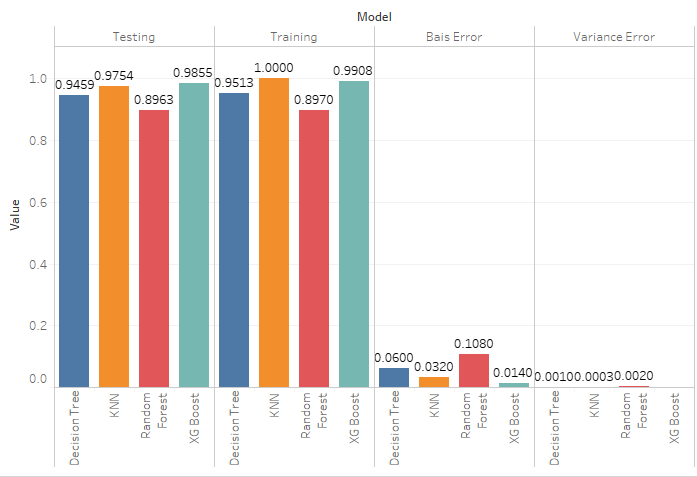 Model
Testing Training Bais Error Variance Error
Value
1.0
0.8
0.6
0.4
0.2
0.0
0.9459 0.9754 0.8963 0.9855
0.9513 1.0000 0.8970 0.9908
0.0600 0.0320 0.1080 0.0140
0.0010 0.0003 0.0020
Decision Tree
KNN
Random
Forest
XG Boost
Decision Tree
KNN
Random
Forest
XG Boost
Decision Tree
KNN
Random
Forest
XG Boost
Decision Tree
KNN
Random
Forest
XG Boost